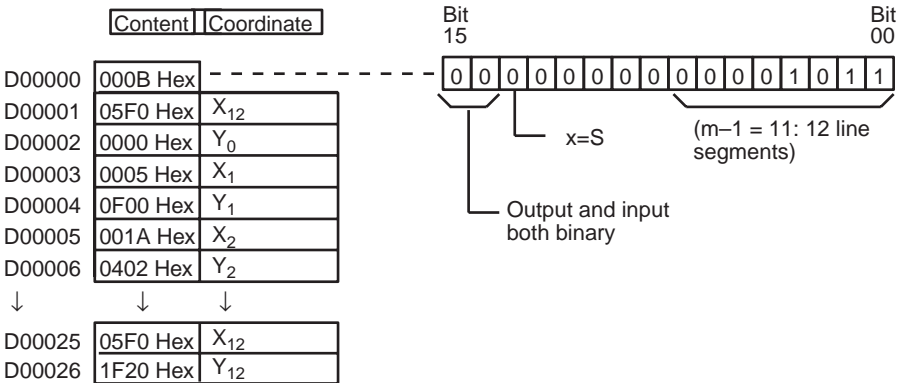 Content Coordinate
Bit 15 Bit 00
D00000 000B Hex 0 0 0 0 0 0 0 0 0 0 0 0 1 0 1 1
D00001 05F0 Hex X12
D00002 0000 Hex Y0
D00003 0005 Hex X1
D00004 0F00 Hex Y1
D00005 001A Hex X2
D00006 0402 Hex Y2
↓ ↓ ↓
D00025 05F0 Hex X12
D00026 1F20 Hex Y12
x=S
(m–1 = 11: 12 line
segments)
Output and input
both binary